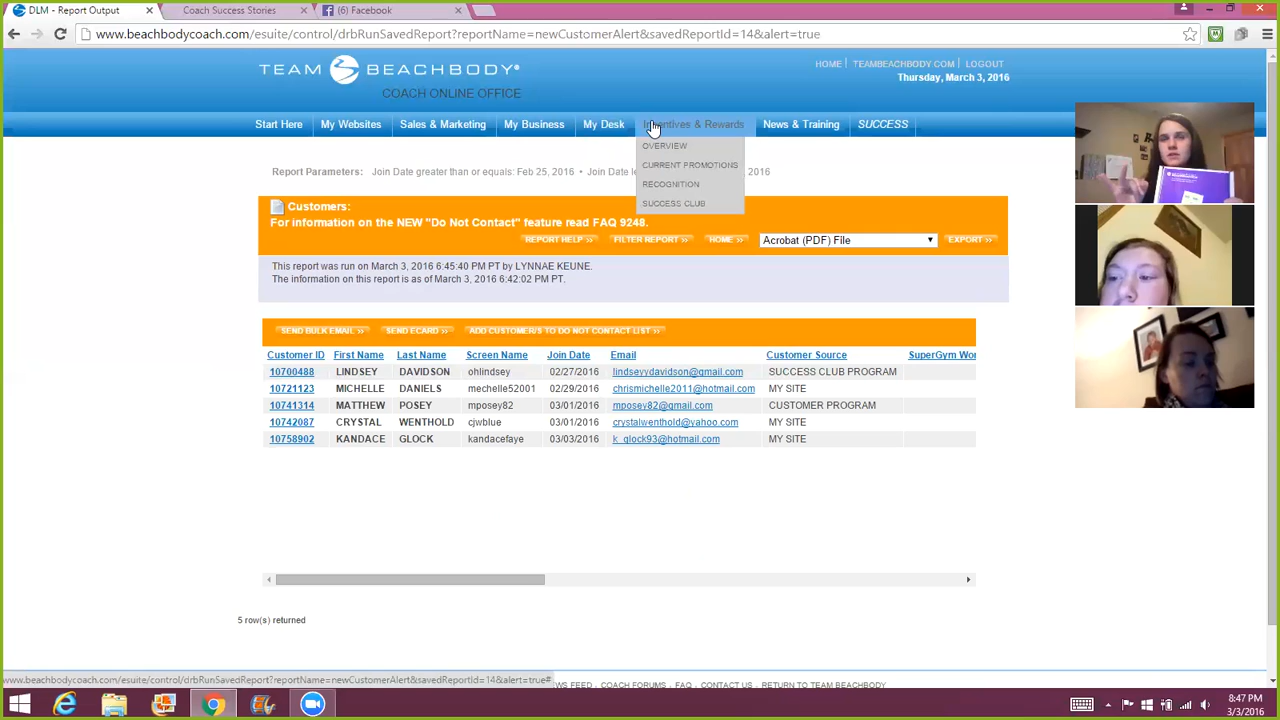 DLM - Report Output
Coach Success Stories
(6) Facebook
www.beachbodycoach.com/esuite/control/drbRunSavedReport?reportName=newCustomerAlert&savedReportId=14&alert=true
TEAM BEACHBODY®
COACH ONLINE OFFICE
HOME | TEAMBEACHBODY.COM | LOGOUT
Thursday, March 3, 2016
Start Here My Websites Sales & Marketing My Business My Desk Incentives & Rewards News & Training SUCCESS
OVERVIEW
CURRENT PROMOTIONS
RECOGNITION
SUCCESS CLUB
Report Parameters: Join Date greater than or equals: Feb 25, 2016 • Join Date le 2016
Customers:
For information on the NEW "Do Not Contact" feature read FAQ 9248.
REPORT HELP >> FILTER REPORT >> HOME >> Acrobat (PDF) File EXPORT >>
This report was run on March 3, 2016 6:45:40 PM PT by LYNNAE KEUNE.
The information on this report is as of March 3, 2016 6:42:02 PM PT.
SEND BULK EMAIL >> SEND ECARD >> ADD CUSTOMER/S TO DO NOT CONTACT LIST >>
Customer ID First Name Last Name Screen Name Join Date Email Customer Source SuperGym Wor
10700488 LINDSEY DAVIDSON ohlindsey 02/27/2016 lindseyydavidson@gmail.com SUCCESS CLUB PROGRAM
10721123 MICHELLE DANIELS mechelle52001 02/29/2016 chrismichelle2011@hotmail.com MY SITE
10741314 MATTHEW POSEY mposey82 03/01/2016 mposey82@gmail.com CUSTOMER PROGRAM
10742087 CRYSTAL WENTHOLD cjwblue 03/01/2016 crystalwenthold@yahoo.com MY SITE
10758902 KANDACE GLOCK kandacefaye 03/03/2016 k_glock93@hotmail.com MY SITE
5 row(s) returned
www.beachbodycoach.com/esuite/control/drbRunSavedReport?reportName=newCustomerAlert&savedReportId=14&alert=true#
WS FEED COACH FORUMS FAQ CONTACT US RETURN TO TEAM BEACHBODY
8:47 PM
3/3/2016